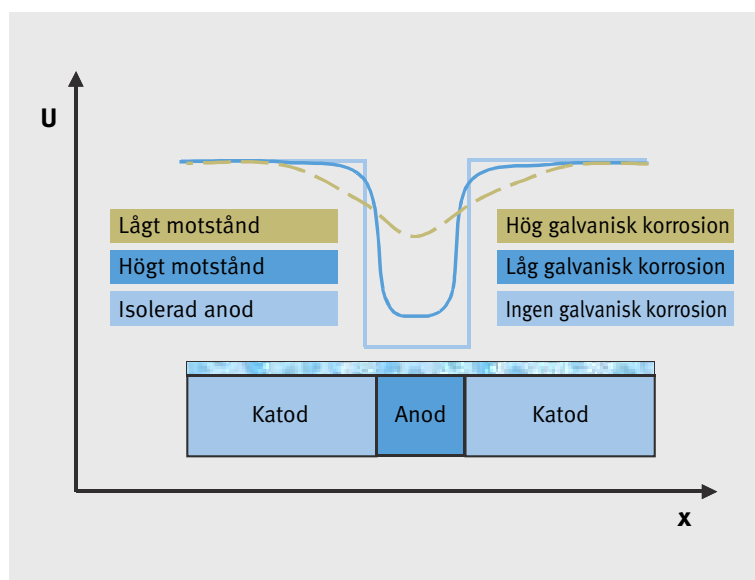 U
Lågt motstånd
Högt motstånd
Isolerad anod
Hög galvanisk korrosion
Låg galvanisk korrosion
Ingen galvanisk korrosion
Katod
Anod
Katod
x